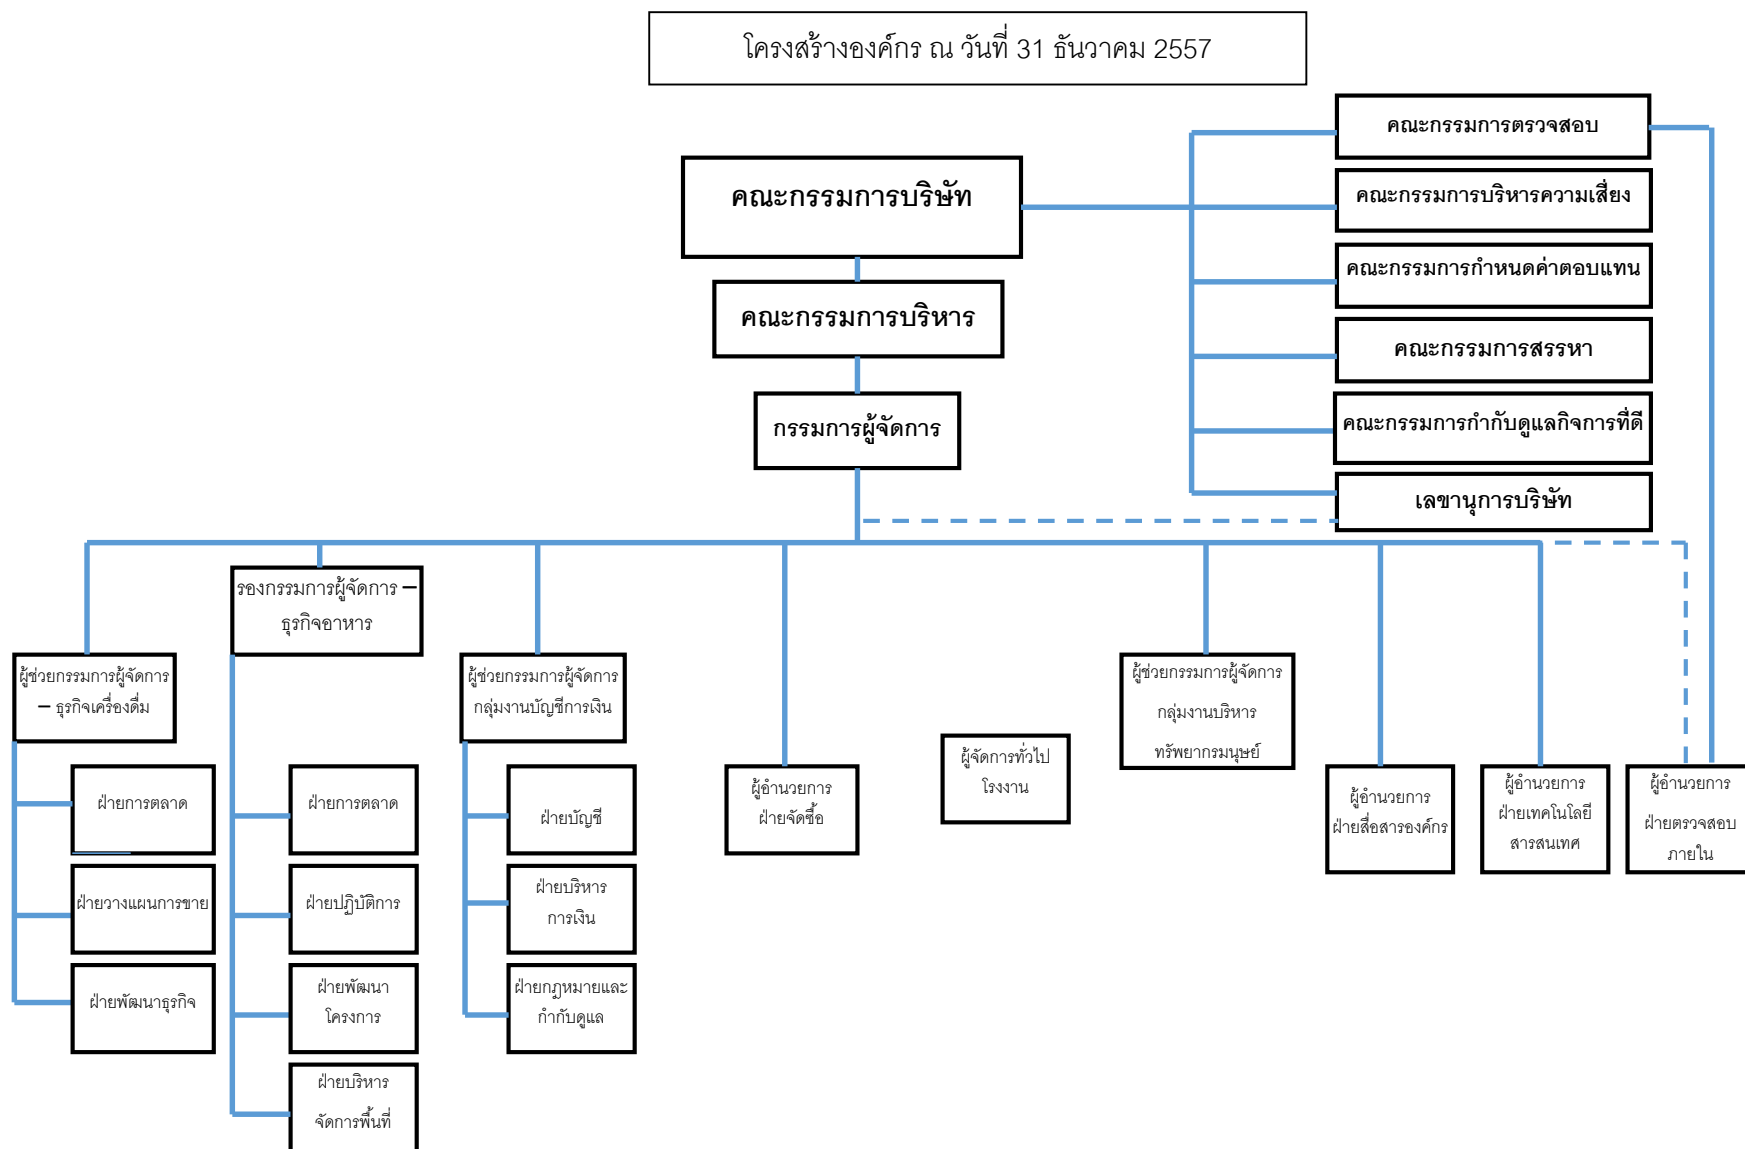 โครงสร้างองค์กร ณ วันที่ 31 ธันวาคม 2557
คณะกรรมการตรวจสอบ
คณะกรรมการบริษัท
คณะกรรมการบริหารความเสี่ยง
คณะกรรมการกำหนดค่าตอบแทน
คณะกรรมการบริหาร
คณะกรรมการสรรหา
กรรมการผู้จัดการ
คณะกรรมการกำกับดูแลกิจการที่ดี
เลขานุการบริษัท
รองกรรมการผู้จัดการ –
ธุรกิจอาหาร
ผู้ช่วยกรรมการผู้จัดการ
– ธุรกิจเครื่องดื่ม
ผู้ช่วยกรรมการผู้จัดการ
กลุ่มงานบัญชีการเงิน
ผู้ช่วยกรรมการผู้จัดการ
กลุ่มงานบริหาร
ทรัพยากรมนุษย์
ผู้จัดการทั่วไป
โรงงาน
ผู้อำนวยการ
ฝ่ายจัดซื้อ
ผู้อำนวยการ
ฝ่ายสื่อสารองค์กร
ผู้อำนวยการ
ฝ่ายเทคโนโลยี
สารสนเทศ
ผู้อำนวยการ
ฝ่ายตรวจสอบ
ภายใน
ฝ่ายการตลาด
ฝ่ายวางแผนการขาย
ฝ่ายพัฒนาธุรกิจ
ฝ่ายการตลาด
ฝ่ายปฏิบัติการ
ฝ่ายพัฒนา
โครงการ
ฝ่ายบริหาร
จัดการพื้นที่
ฝ่ายบัญชี
ฝ่ายบริหาร
การเงิน
ฝ่ายกฎหมายและ
กำกับดูแล